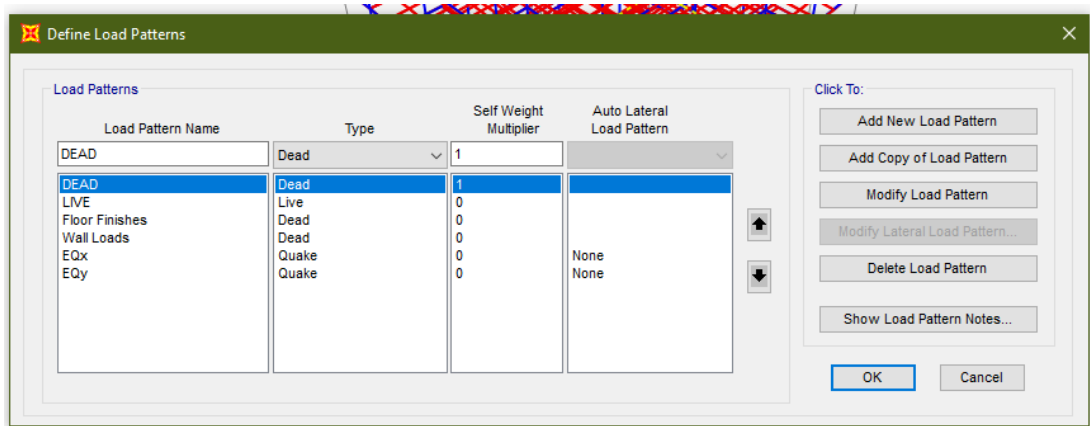 Define Load Patterns
Load Patterns
Load Pattern Name Type Self Weight Multiplier Auto Lateral Load Pattern
DEAD Dead 1
DEAD Dead 1
LIVE Live 0
Floor Finishes Dead 0
Wall Loads Dead 0
EQx Quake 0 None
EQy Quake 0 None
Click To:
Add New Load Pattern
Add Copy of Load Pattern
Modify Load Pattern
Modify Lateral Load Pattern...
Delete Load Pattern
Show Load Pattern Notes...
OK Cancel